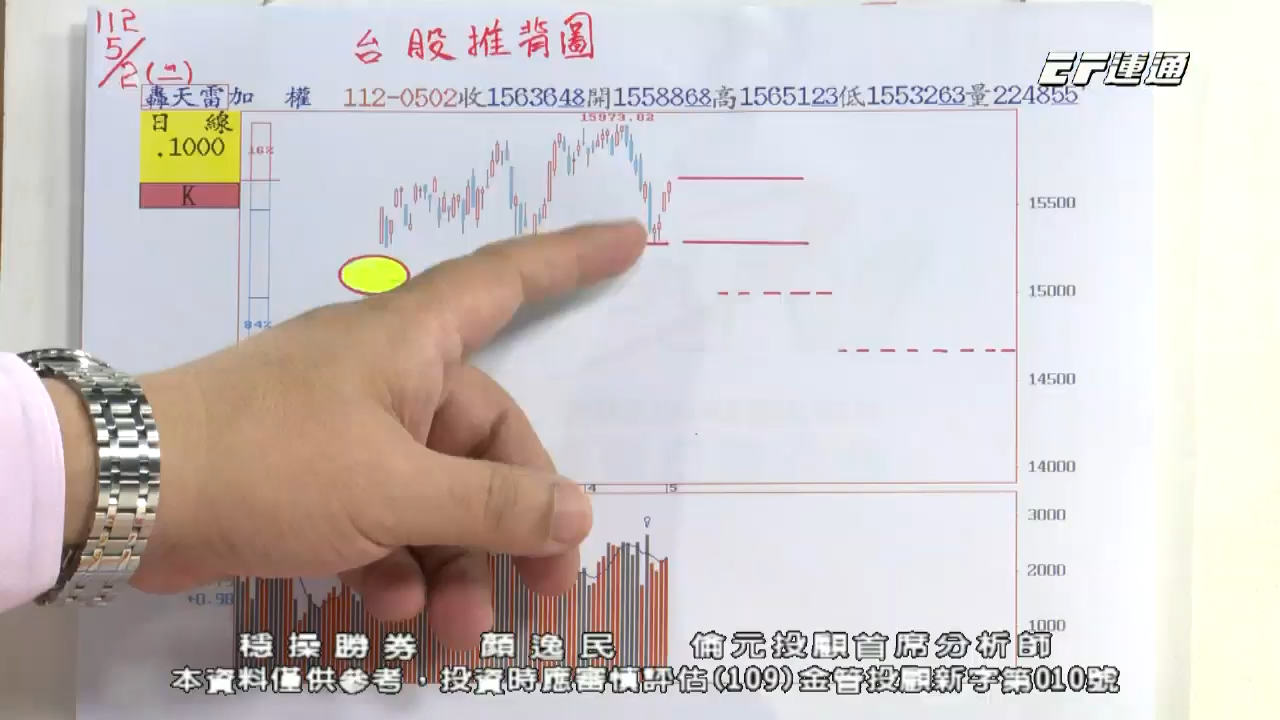 112
5/2(二)
台股推背圖
EF運通
轟天雷加 權 112-0502收1563648開1558868高1565123低1553263量224855
日 線
.1000
K
15973.02
16%
84%
15500
15000
14500
14000
4
5
3000
2000
1000
+0.98
穩操勝券 顏逸民 倫元投顧首席分析師
本資料僅供參考，投資時應審慎評估(109)金管投顧新字第010號